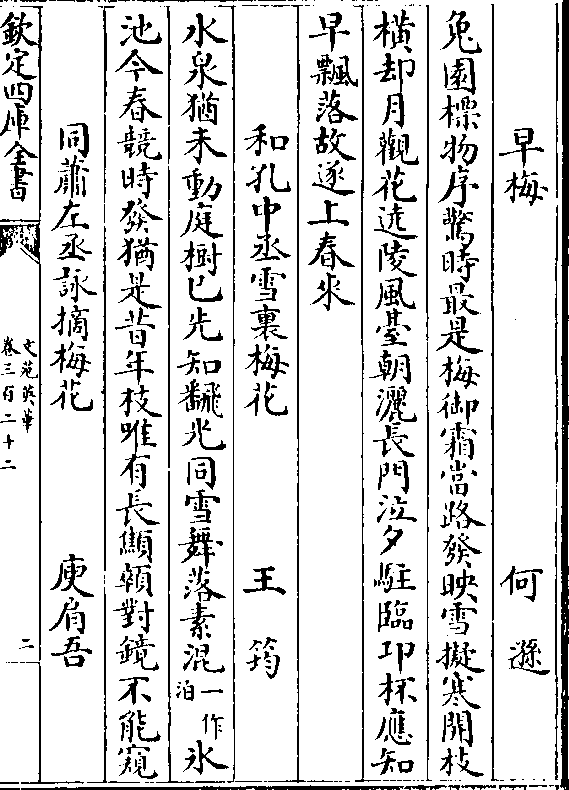 早梅 何遜
兔園標物序驚時最是梅御霜當路發映雪擬寒開枝
橫却月觀花遶陵風臺朝灑長門泣夕駐臨邛杯應知
早飄落故逐上春來
和孔中丞雪裏梅花 王筠
水泉猶未動庭樹已先知翻光同雪舞落素混一作泊氷
池今春競時發猶是昔年枝唯有長顦顇對鏡不能窺
同蕭左丞詠摘梅花 庾肩吾
欽定四庫全書
文苑英華
卷三百二十二
二